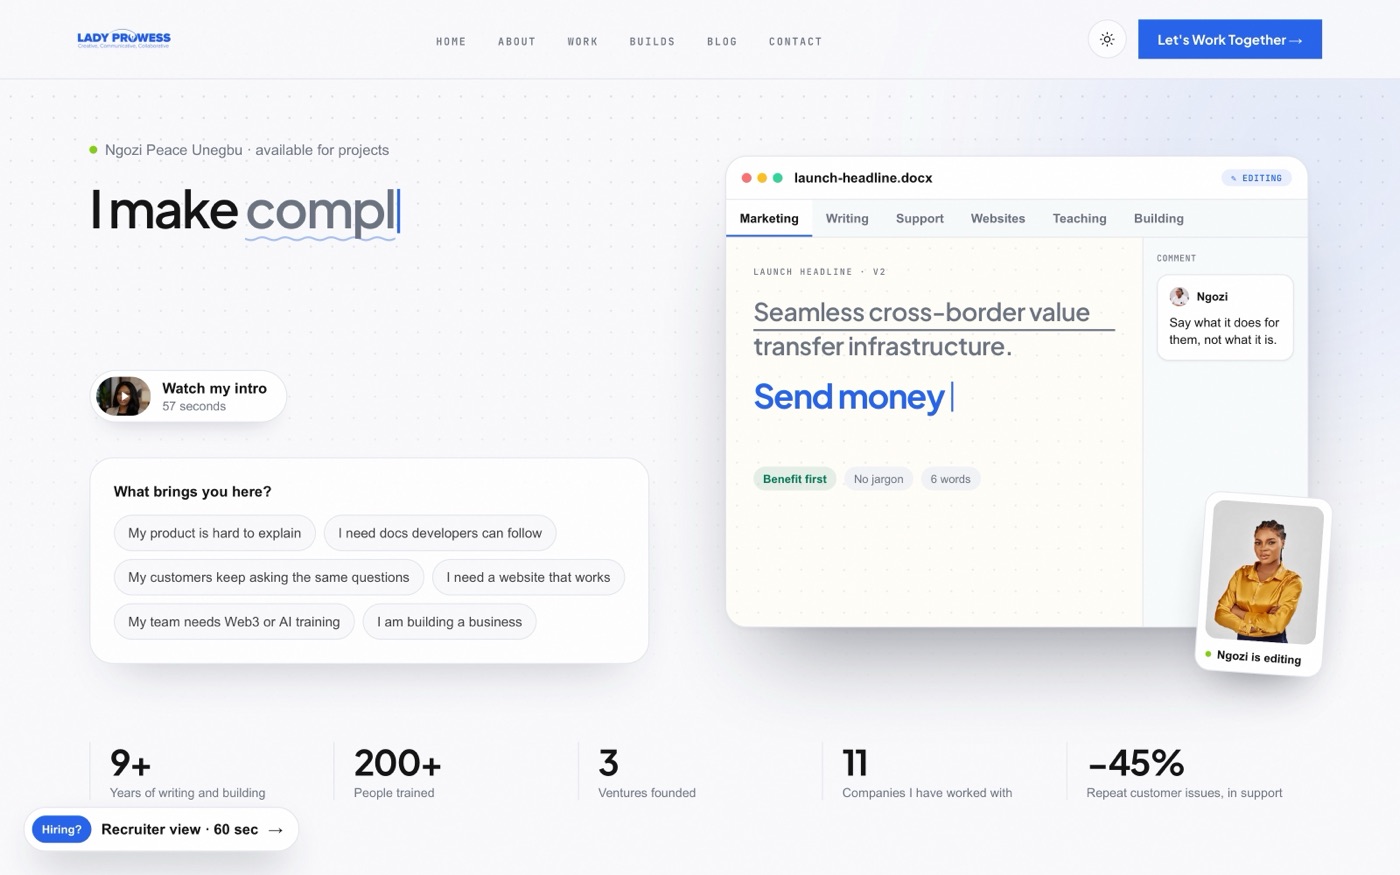 LADY PROWESS
Creative, Communicative, Collaborative
HOME ABOUT WORK BUILDS BLOG CONTACT
Let's Work Together →
Ngozi Peace Unegbu · available for projects
I make compl
Watch my intro
57 seconds
What brings you here?
My product is hard to explain
I need docs developers can follow
My customers keep asking the same questions
I need a website that works
My team needs Web3 or AI training
I am building a business
launch-headline.docx
✎ EDITING
Marketing Writing Support Websites Teaching Building
LAUNCH HEADLINE · V2
Seamless cross-border value
transfer infrastructure.
Send money
Benefit first
No jargon
6 words
COMMENT
Ngozi
Say what it does for
them, not what it is.
Ngozi is editing
9+
Years of writing and building
200+
People trained
3
Ventures founded
11
Companies I have worked with
−45%
Repeat customer issues, in support
Hiring? Recruiter view · 60 sec →